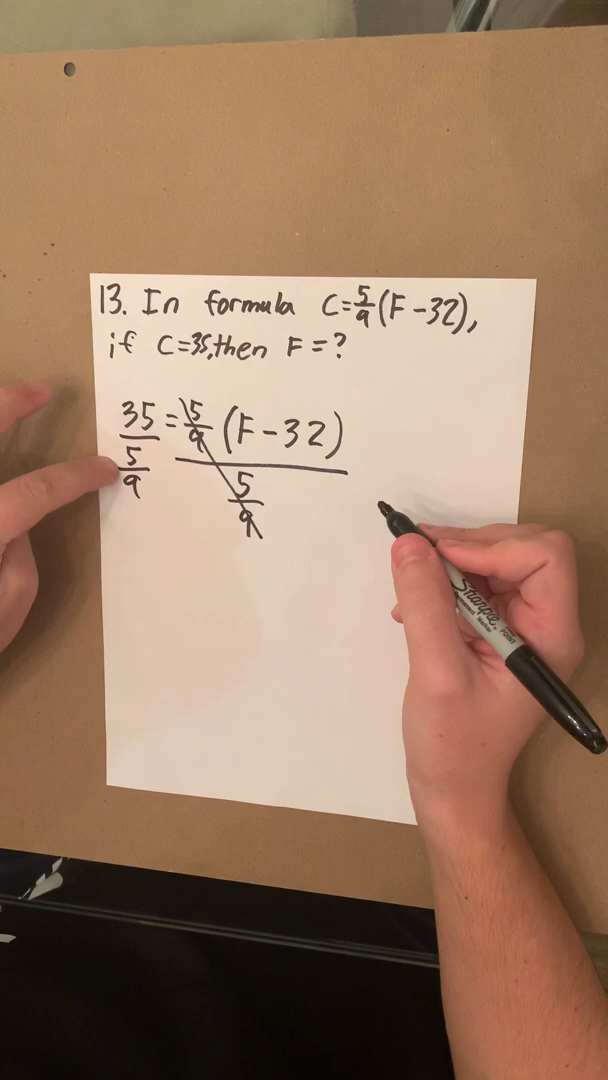 13. In formula C=5/9(F-32),
if C=35, then F=?
35 = 5/9 (F-32)
5/9 5/9
Sharpie